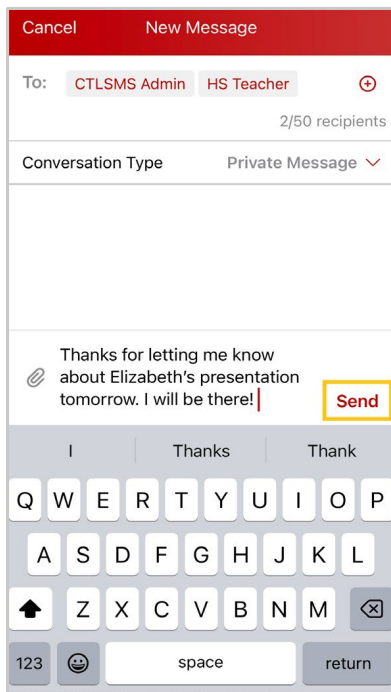 Cancel New Message
To: CTLSMS Admin HS Teacher
2/50 recipients
Conversation Type Private Message
Thanks for letting me know
about Elizabeth's presentation
tomorrow. I will be there!
Send
I Thanks Thank
Q W E R T Y U I O P
A S D F G H J K L
Z X C V B N M
123 space return